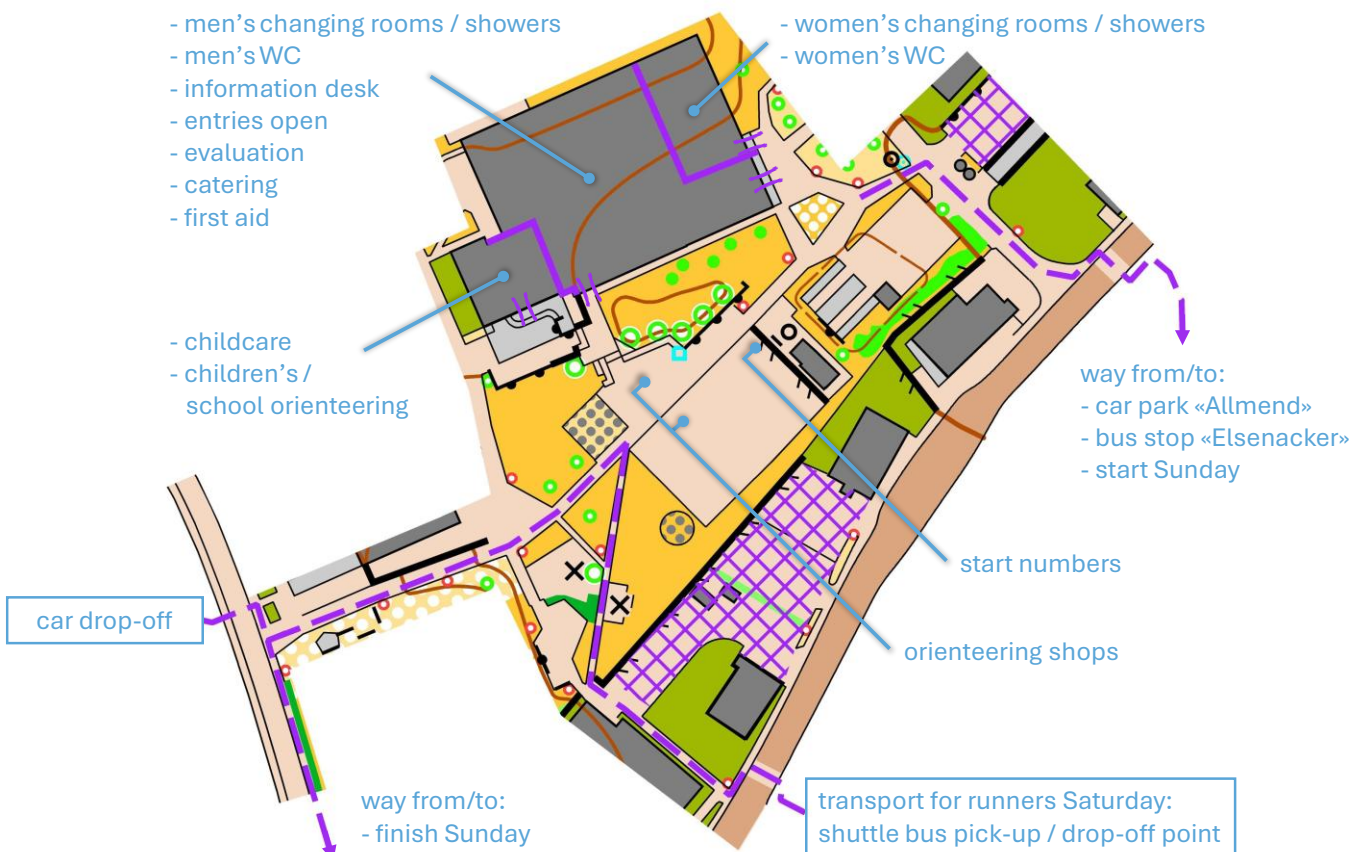 - men's changing rooms / showers
- men's WC
- information desk
- entries open
- evaluation
- catering
- first aid
- women's changing rooms / showers
- women's WC
- childcare
- children's /
school orienteering
way from/to:
- car park «Allmend»
- bus stop «Elsenacker»
- start Sunday
start numbers
orienteering shops
car drop-off
way from/to:
- finish Sunday
transport for runners Saturday:
shuttle bus pick-up / drop-off point